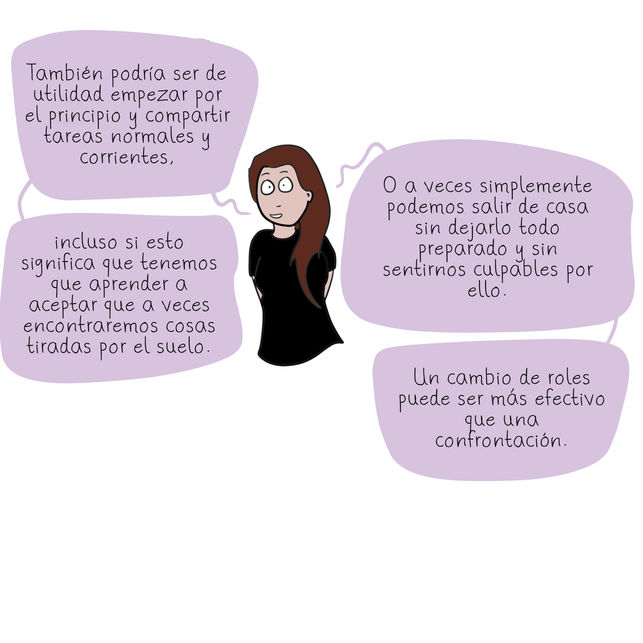 También podría ser de
utilidad empezar por
el principio y compartir
tareas normales y
corrientes,
incluso si esto
significa que tenemos
que aprender a
aceptar que a veces
encontraremos cosas
tiradas por el suelo.
O a veces simplemente
podemos salir de casa
sin dejarlo todo
preparado y sin
sentirnos culpables por
ello.
Un cambio de roles
puede ser más efectivo
que una
confrontación.